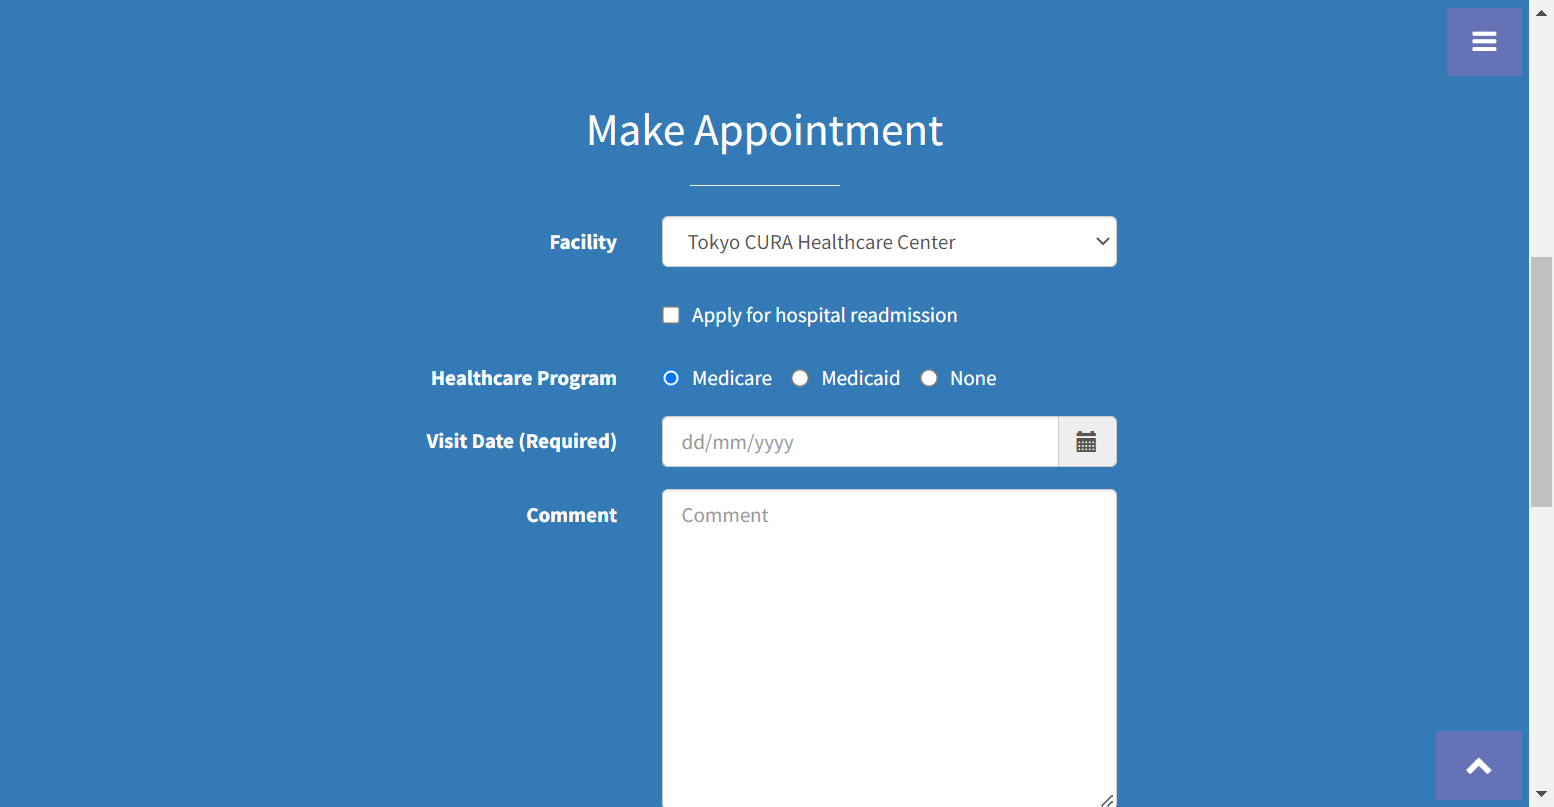 Make Appointment
Facility
Tokyo CURA Healthcare Center
Apply for hospital readmission
Healthcare Program
Medicare
Medicaid
None
Visit Date (Required)
dd/mm/yyyy
Comment
Comment